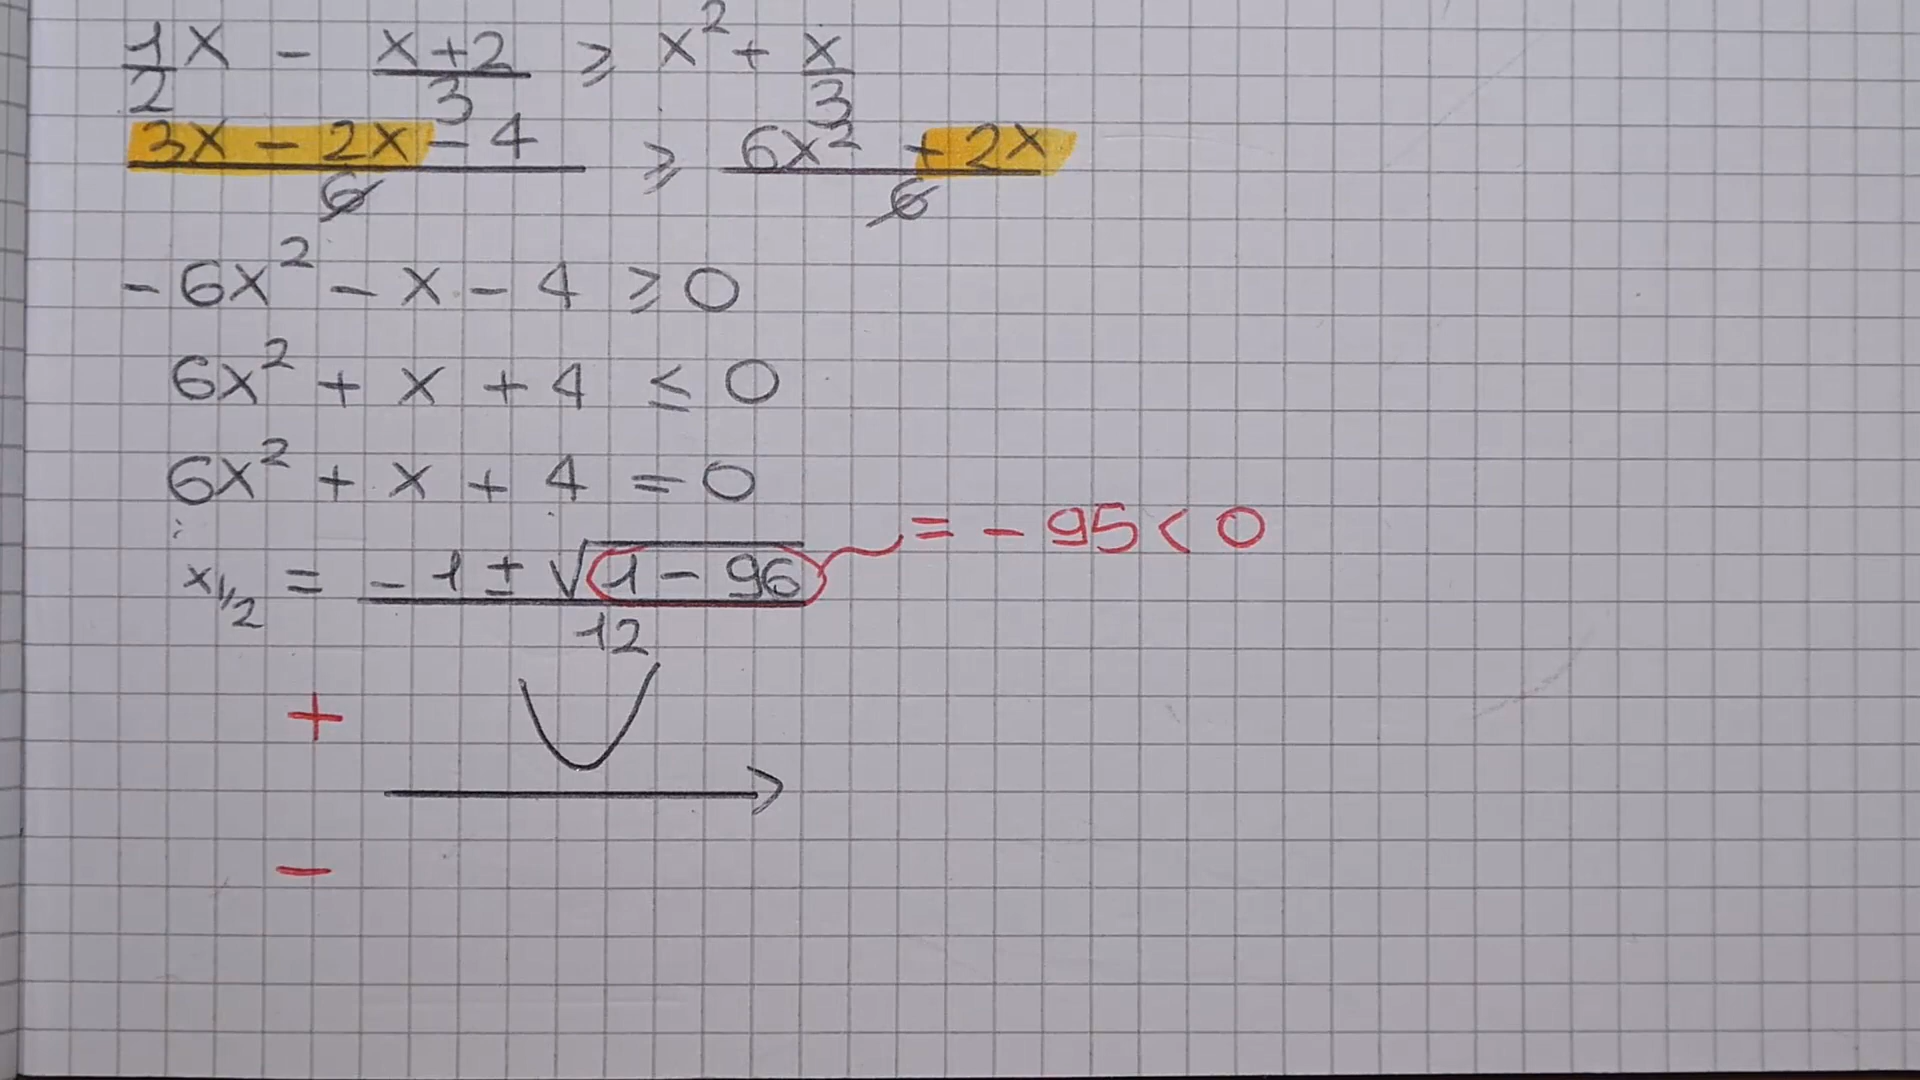 1/2 x - (x+2)/3 ≥ x² + x/3
(3x - 2x - 4)/6 ≥ (6x² + 2x)/6
-6x² - x - 4 ≥ 0
6x² + x + 4 ≤ 0
6x² + x + 4 = 0
x1/2 = (-1 ± √(1 - 96))/12 = -95 < 0
+
-